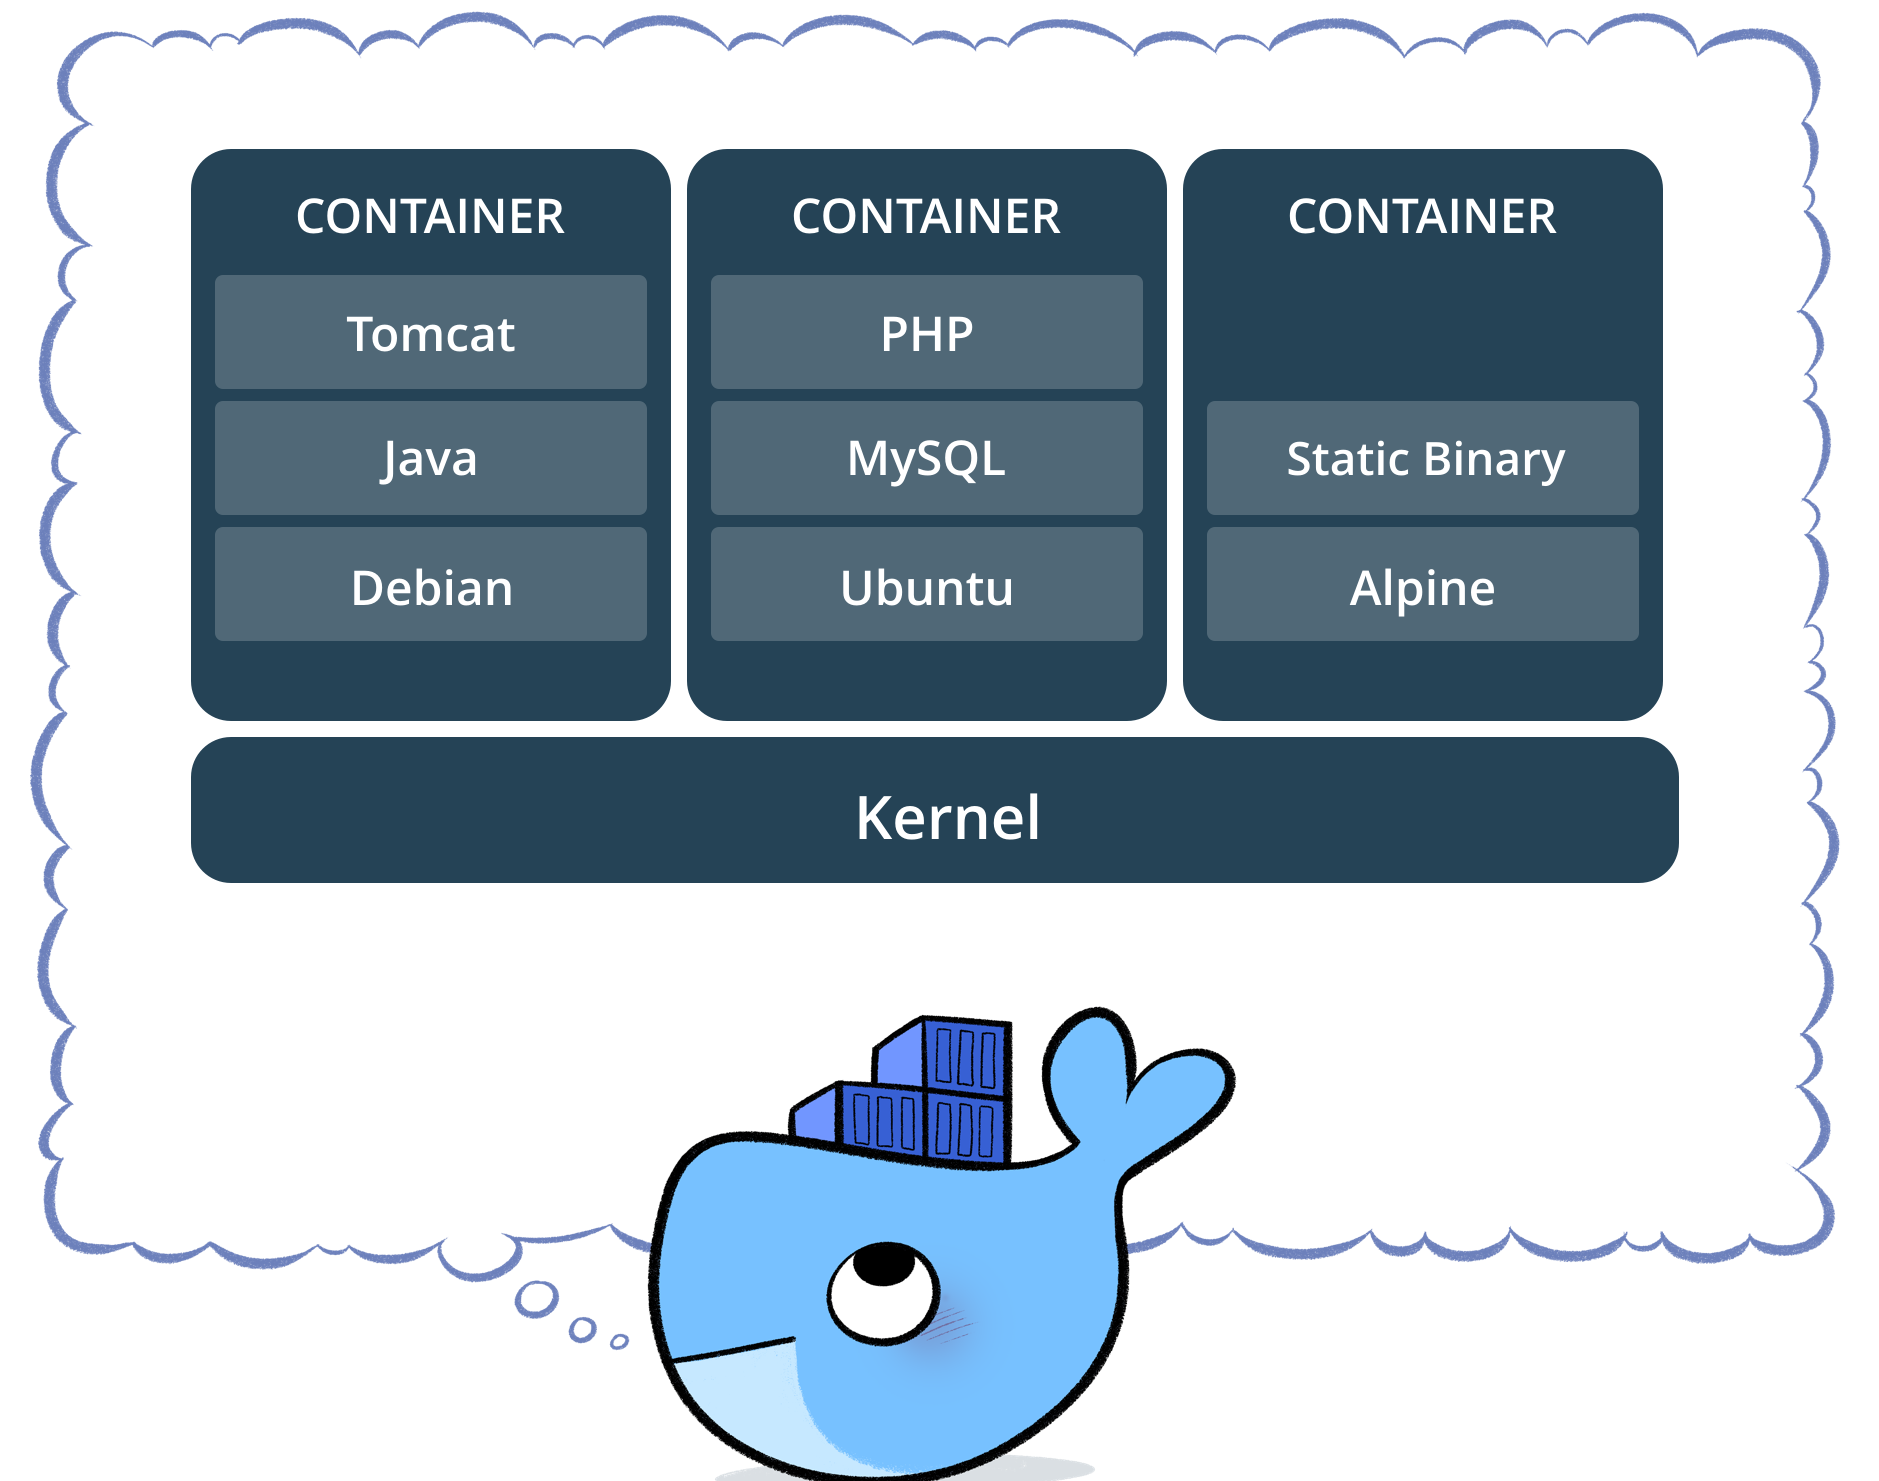 CONTAINER
Tomcat
Java
Debian
CONTAINER
PHP
MySQL
Ubuntu
CONTAINER
Static Binary
Alpine
Kernel